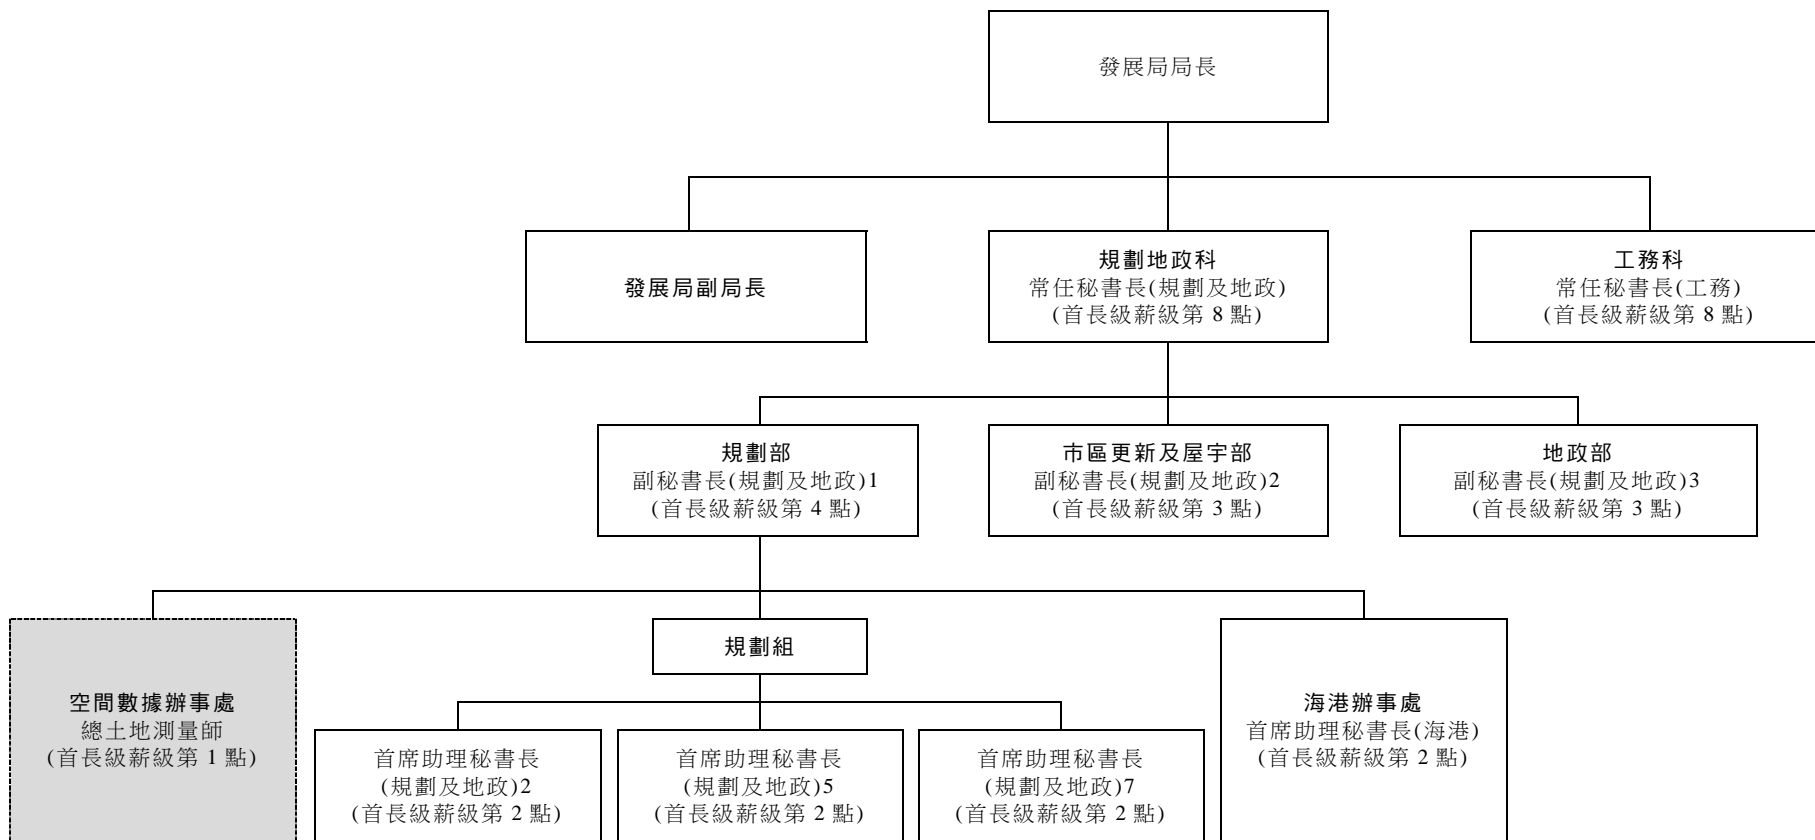 發展局局長
發展局副局長
規劃地政科
常任秘書長(規劃及地政)
(首長級薪級第 8 點)
工務科
常任秘書長(工務)
(首長級薪級第 8 點)
規劃部
副秘書長(規劃及地政)1
(首長級薪級第 4 點)
市區更新及屋宇部
副秘書長(規劃及地政)2
(首長級薪級第 3 點)
地政部
副秘書長(規劃及地政)3
(首長級薪級第 3 點)
空間數據辦事處
總土地測量師
(首長級薪級第 1 點)
規劃組
首席助理秘書長
(規劃及地政)2
(首長級薪級第 2 點)
首席助理秘書長
(規劃及地政)5
(首長級薪級第 2 點)
首席助理秘書長
(規劃及地政)7
(首長級薪級第 2 點)
海港辦事處
首席助理秘書長(海港)
(首長級薪級第 2 點)